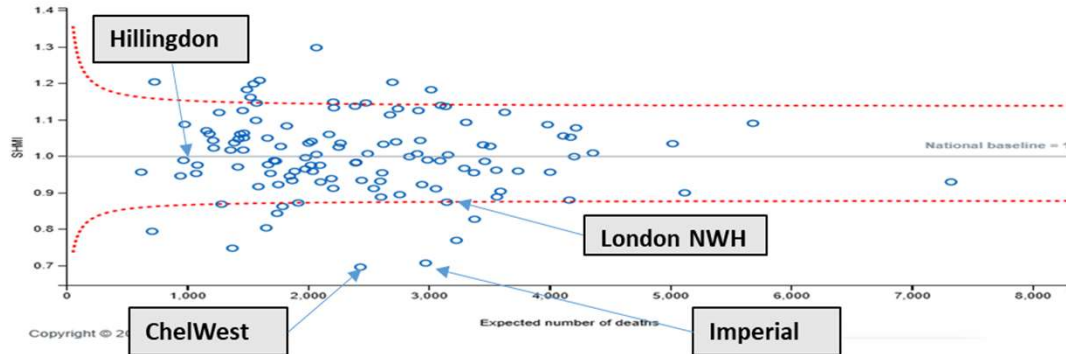 1.4
Hillingdon
1.3
1.2
1.1
SHMI
1.0
National baseline =
0.9
London NWH
0.8
0.7
0 1,000 2,000 3,000 4,000 5,000 6,000 7,000 8,000
Copyright ©
ChelWest
Expected number of deaths
Imperial